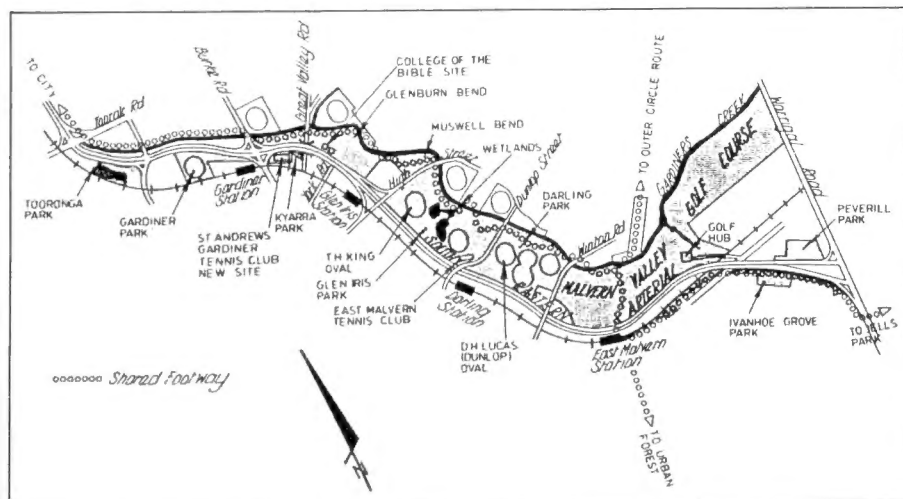 TO CITY
Toorak Rd
Burke Rd
Great Valley Rd
COLLEGE OF THE
BIBLE SITE
GLENBURN BEND
MUSWELL BEND
WETLANDS
High
Street
Dunlop Street
DARLING
PARK
TO OUTER CIRCLE ROUTE
GARDINERS CREEK
GOLF COURSE
Warrigal
Road
PEVERILL
PARK
GOLF
HUB
TOORONGA
PARK
GARDINER
PARK
Gardiner
Station
ST ANDREWS
GARDINER
TENNIS CLUB
NEW SITE
KYARRA
PARK
Glen Iris
Station
T H KING
OVAL
GLEN IRIS
PARK
EAST MALVERN
TENNIS CLUB
SOUTH
EASTERN
Darling
Station
D.H LUCAS
(DUNLOP)
OVAL
MALVERN
VALLEY
ARTERIAL
East Malvern
Station
IVANHOE GROVE
PARK
TO JELLS
PARK
TO URBAN
FOREST
Shared Footway
N